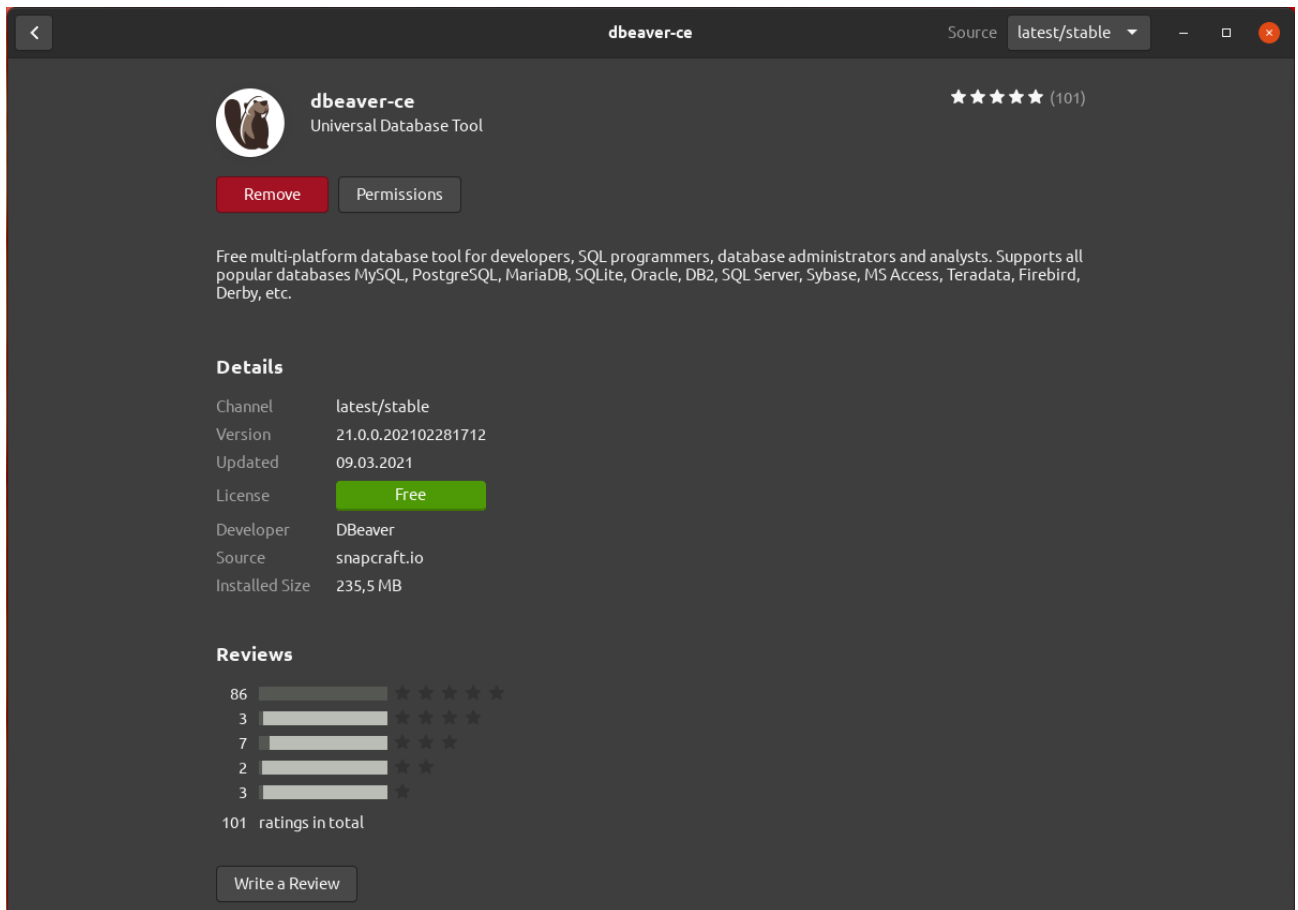 dbeaver-ce
Source latest/stable
dbeaver-ce
(101)
Universal Database Tool
Remove
Permissions
Free multi-platform database tool for developers, SQL programmers, database administrators and analysts. Supports all
popular databases MySQL, PostgreSQL, MariaDB, SQLite, Oracle, DB2, SQL Server, Sybase, MS Access, Teradata, Firebird,
Derby, etc.
Details
Channel latest/stable
Version 21.0.0.202102281712
Updated 09.03.2021
License Free
Developer DBeaver
Source snapcraft.io
Installed Size 235,5 MB
Reviews
86
3
7
2
3
101 ratings in total
Write a Review